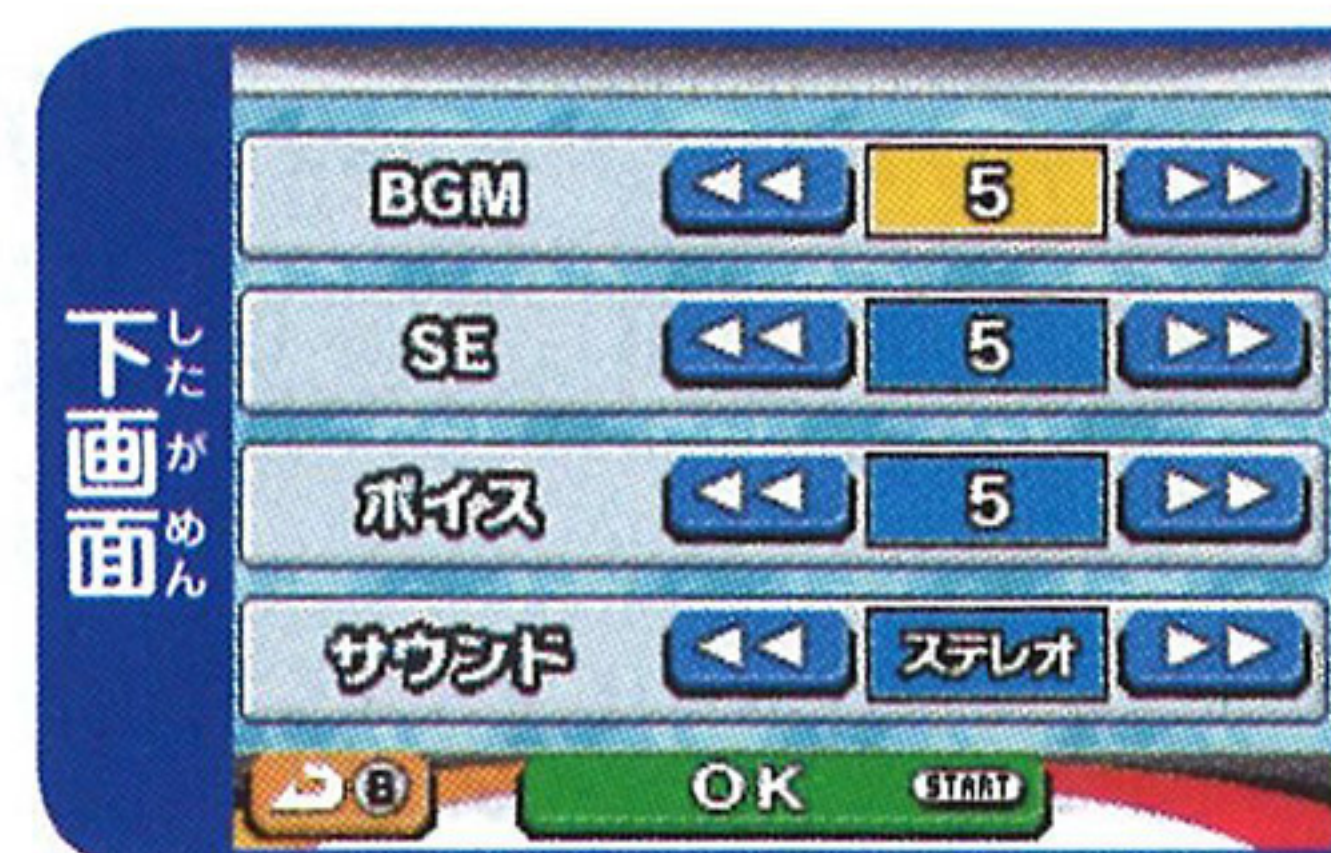 下画面
したがめん
BGM ◀◀ 5 ▶▶
SE ◀◀ 5 ▶▶
ボイス ◀◀ 5 ▶▶
サウンド ◀◀ ステレオ ▶▶
B OK START